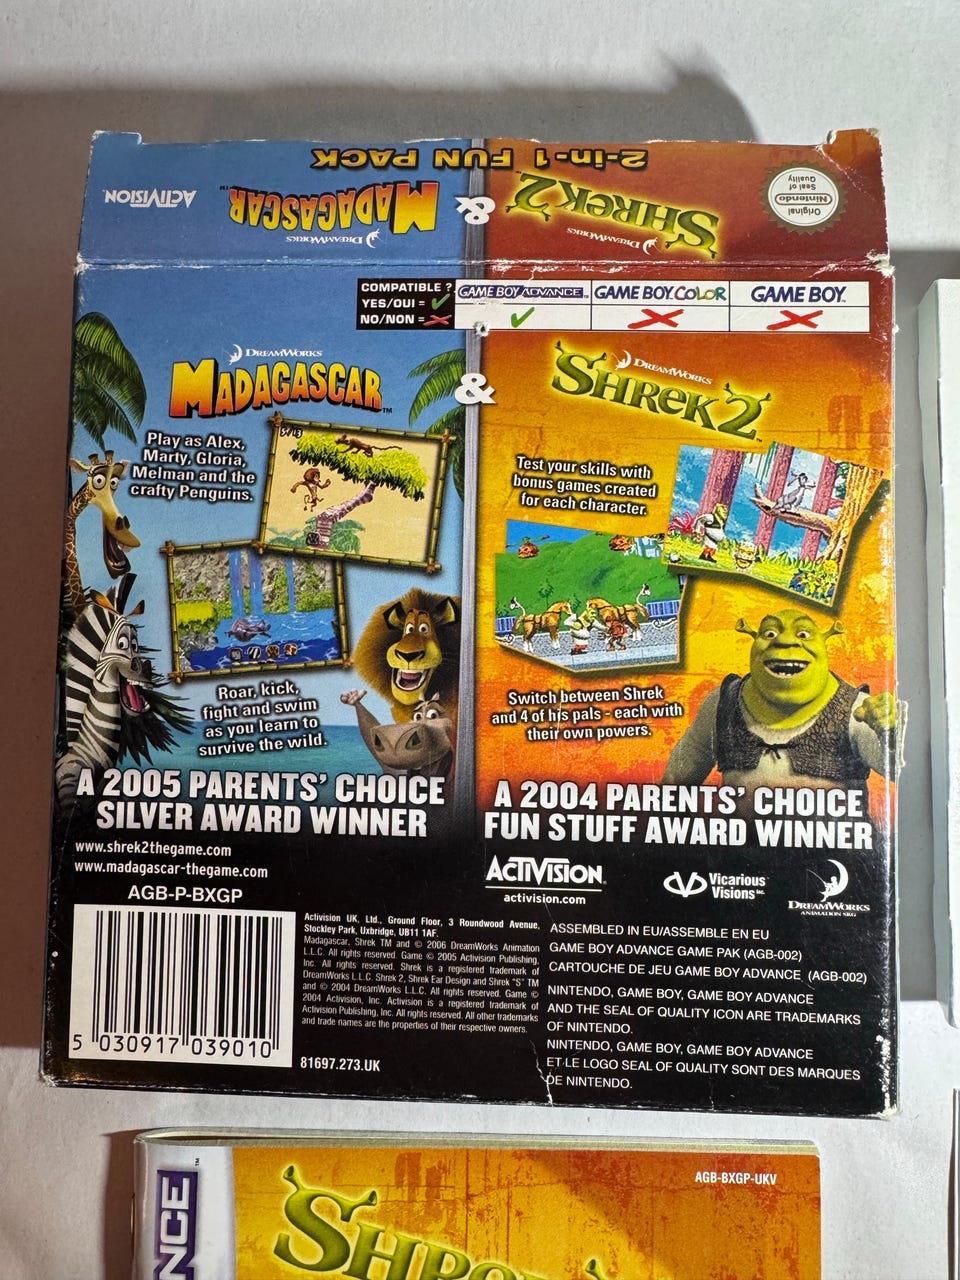 2-in-1 FUN PACK
ACTIVISION
DREAMWORKS
MADAGASCAR™
&
DREAMWORKS
SHREK 2™
Original
Nintendo
Seal of
Quality
COMPATIBLE ?
YES/OUI = ✓
NO/NON = ✗
GAME BOY ADVANCE™
GAME BOY COLOR
GAME BOY™
DREAMWORKS
MADAGASCAR™
&
DREAMWORKS
SHREK 2™
Play as Alex,
Marty, Gloria,
Melman and the
crafty Penguins.
Roar, kick,
fight and swim
as you learn to
survive the wild.
A 2005 PARENTS' CHOICE
SILVER AWARD WINNER
Test your skills with
bonus games created
for each character.
Switch between Shrek
and 4 of his pals - each with
their own powers.
A 2004 PARENTS' CHOICE
FUN STUFF AWARD WINNER
www.shrek2thegame.com
www.madagascar-thegame.com
AGB-P-BXGP
5 030917 039010
ACTIVISION
activision.com
Vicarious
Visions Inc.
DREAMWORKS
ANIMATION SKG
Activision UK, Ltd., Ground Floor, 3 Roundwood Avenue,
Stockley Park, Uxbridge, UB11 1AF.
Madagascar, Shrek TM and © 2006 DreamWorks Animation
L.L.C. All rights reserved. Game © 2005 Activision Publishing,
Inc. All rights reserved. Shrek is a registered trademark of
DreamWorks L.L.C. Shrek 2, Shrek Ear Design and Shrek "S" TM
and © 2004 DreamWorks L.L.C. All rights reserved. Game ©
2004 Activision, Inc. Activision is a registered trademark of
Activision Publishing, Inc. All rights reserved. All other trademarks
and trade names are the properties of their respective owners.
81697.273.UK
ASSEMBLED IN EU/ASSEMBLE EN EU
GAME BOY ADVANCE GAME PAK (AGB-002)
CARTOUCHE DE JEU GAME BOY ADVANCE (AGB-002)
NINTENDO, GAME BOY, GAME BOY ADVANCE
AND THE SEAL OF QUALITY ICON ARE TRADEMARKS
OF NINTENDO.
NINTENDO, GAME BOY, GAME BOY ADVANCE
ET LE LOGO SEAL OF QUALITY SONT DES MARQUES
DE NINTENDO.
AGB-BXGP-UKV